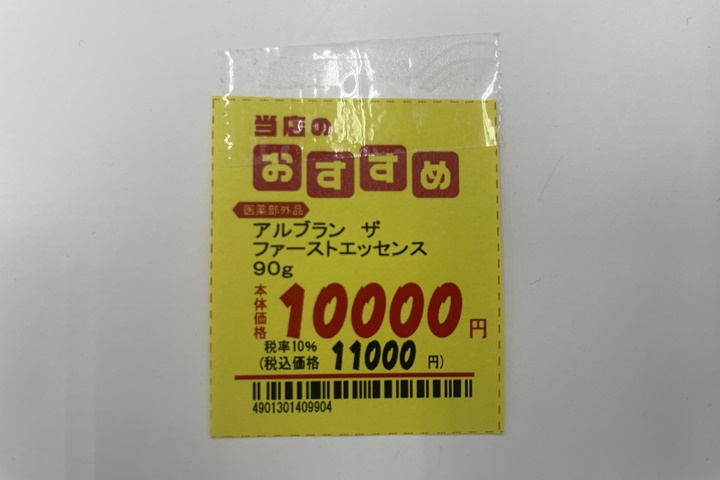 当店の
おすすめ
医薬部外品
アルブラン ザ
ファーストエッセンス
90g
本体価格 10000円
税率10%
(税込価格 11000 円)
4901301409904